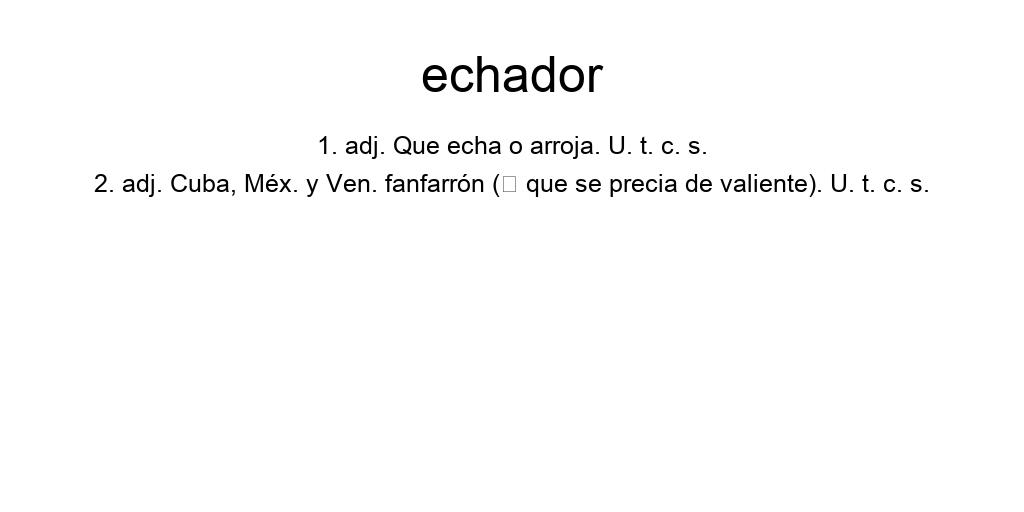 echador
1. adj. Que echa o arroja. U. t. c. s.
2. adj. Cuba, Méx. y Ven. fanfarrón (□ que se precia de valiente). U. t. c. s.